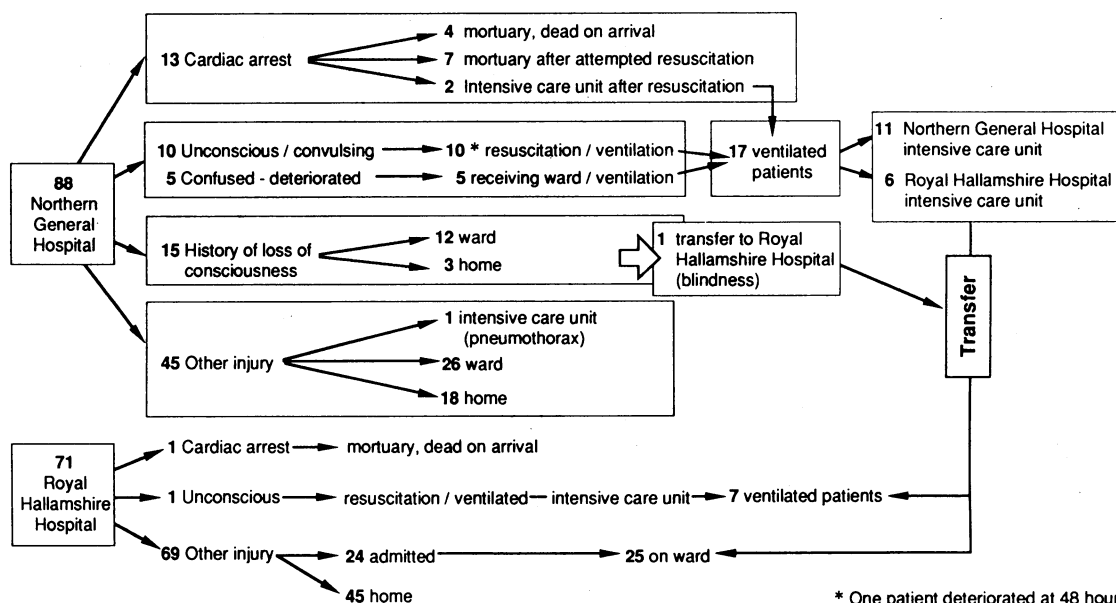 88
Northern
General
Hospital
13 Cardiac arrest
4 mortuary, dead on arrival
7 mortuary after attempted resuscitation
2 Intensive care unit after resuscitation
10 Unconscious / convulsing
10 * resuscitation / ventilation
5 Confused - deteriorated
5 receiving ward / ventilation
17 ventilated
patients
11 Northern General Hospital
intensive care unit
6 Royal Hallamshire Hospital
intensive care unit
15 History of loss of
consciousness
12 ward
3 home
1 transfer to Royal
Hallamshire Hospital
(blindness)
Transfer
45 Other injury
1 intensive care unit
(pneumothorax)
26 ward
18 home
71
Royal
Hallamshire
Hospital
1 Cardiac arrest
mortuary, dead on arrival
1 Unconscious
resuscitation / ventilated
intensive care unit
7 ventilated patients
69 Other injury
24 admitted
25 on ward
45 home
* One patient deteriorated at 48 hour